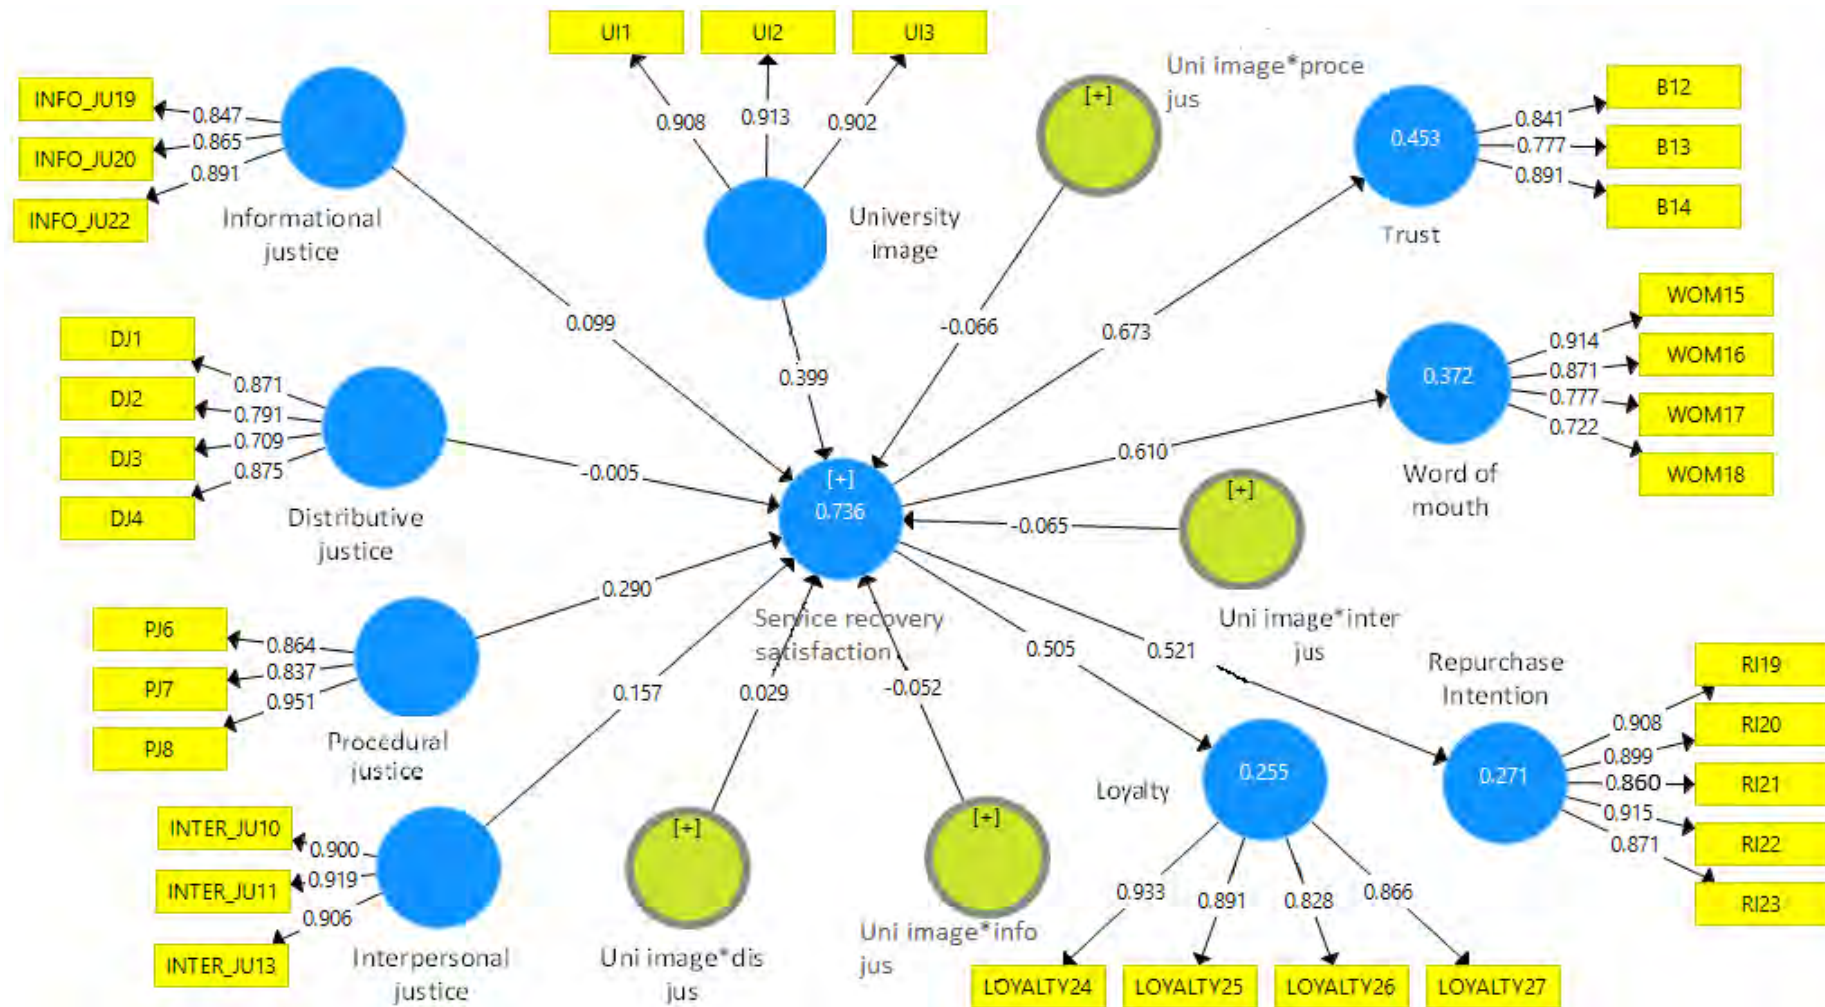 UI1
UI2
UI3
0.908
0.913
0.902
University
image
0.399
INFO_JU19
INFO_JU20
INFO_JU22
0.847
0.865
0.891
Informational
justice
0.099
DJ1
DJ2
DJ3
DJ4
0.871
0.791
0.709
0.875
Distributive
justice
-0.005
PJ6
PJ7
PJ8
0.864
0.837
0.951
Procedural
justice
0.290
INTER_JU10
INTER_JU11
INTER_JU13
0.900
0.919
0.906
Interpersonal
justice
0.157
[+]
Uni image*dis
jus
0.029
[+]
Uni image*info
jus
-0.052
[+]
Uni image*proce
jus
-0.066
[+]
Uni image*inter
jus
-0.065
[+]
0.736
Service recovery
satisfaction
0.673
0.453
Trust
0.841
0.777
0.891
B12
B13
B14
0.610
0.372
Word of
mouth
0.914
0.871
0.777
0.722
WOM15
WOM16
WOM17
WOM18
0.505
0.255
Loyalty
0.933
0.891
0.828
0.866
LOYALTY24
LOYALTY25
LOYALTY26
LOYALTY27
0.521
0.271
Repurchase
Intention
0.908
0.899
0.860
0.915
0.871
RI19
RI20
RI21
RI22
RI23